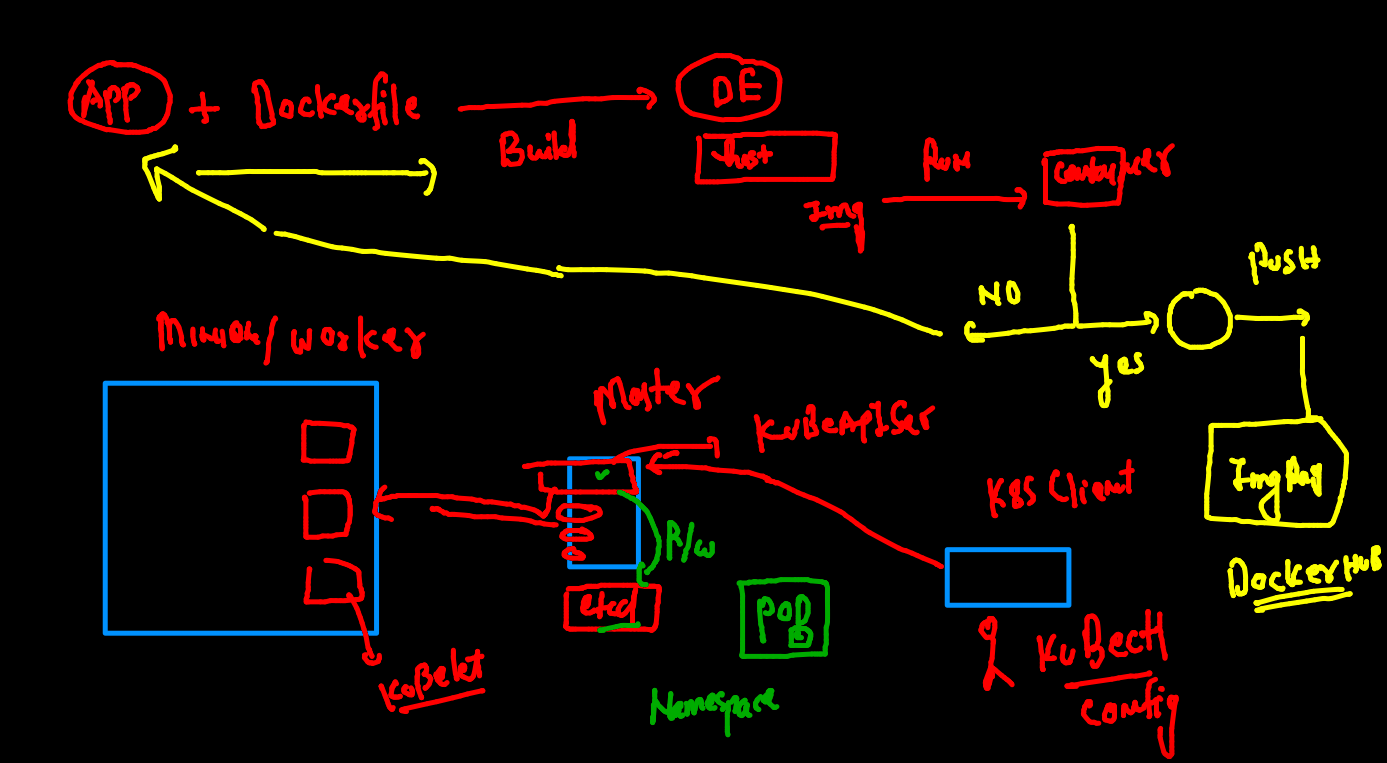 App + Dockerfile
Build
DE
host
Img
Run
container
NO
yes
PUSH
Minion/worker
Master
KuBeApISer
K8S Client
Img Reg
DockerHUB
R/w
etcd
POD
KuBelet
Namespace
KuBectl
config